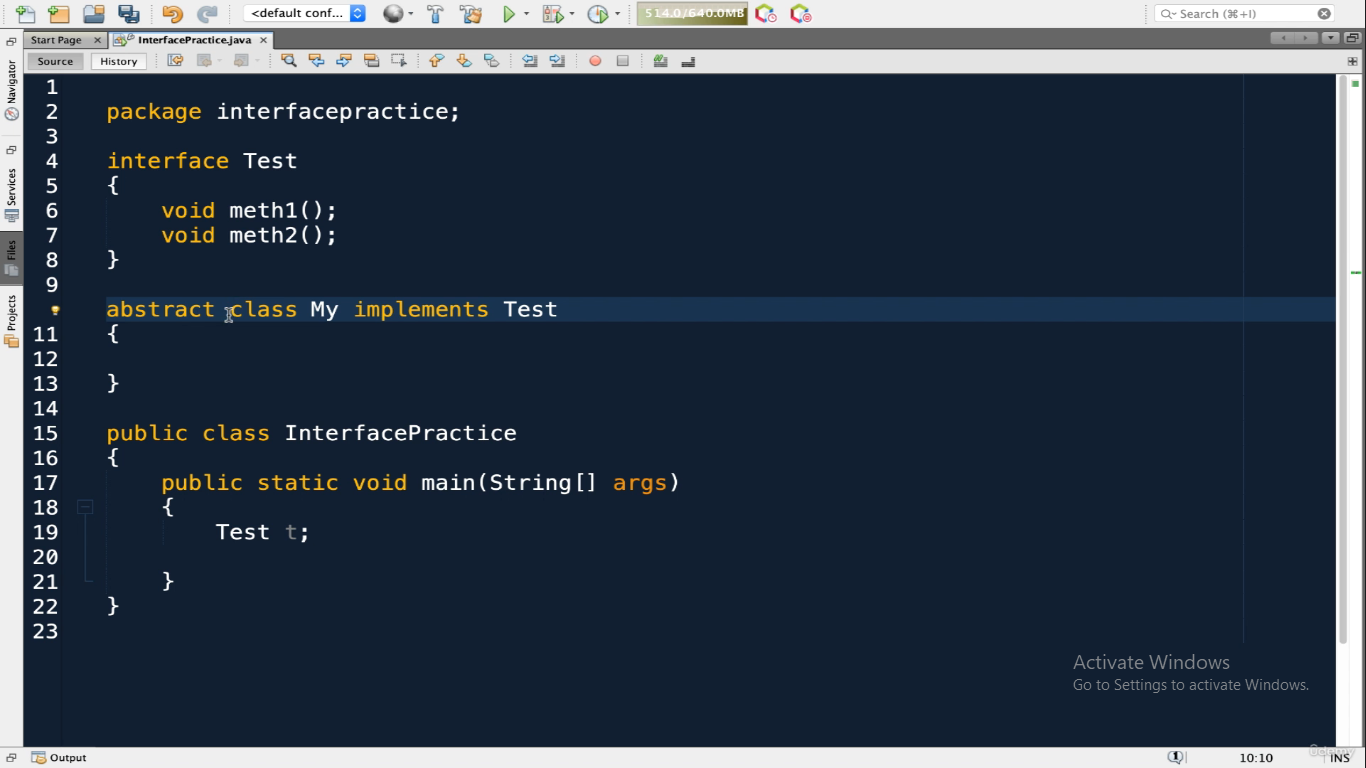 <default conf...
514.0/640.0MB
Search (⌘+I)
Start Page
InterfacePractice.java
Source
History
Navigator
Services
Files
Projects
1
2 package interfacepractice;
3
4 interface Test
5 {
6 void meth1();
7 void meth2();
8 }
9
abstract class My implements Test
11 {
12
13 }
14
15 public class InterfacePractice
16 {
17 public static void main(String[] args)
18 {
19 Test t;
20
21 }
22 }
23
Activate Windows
Go to Settings to activate Windows.
Output
1
10:10
INS
Udemy